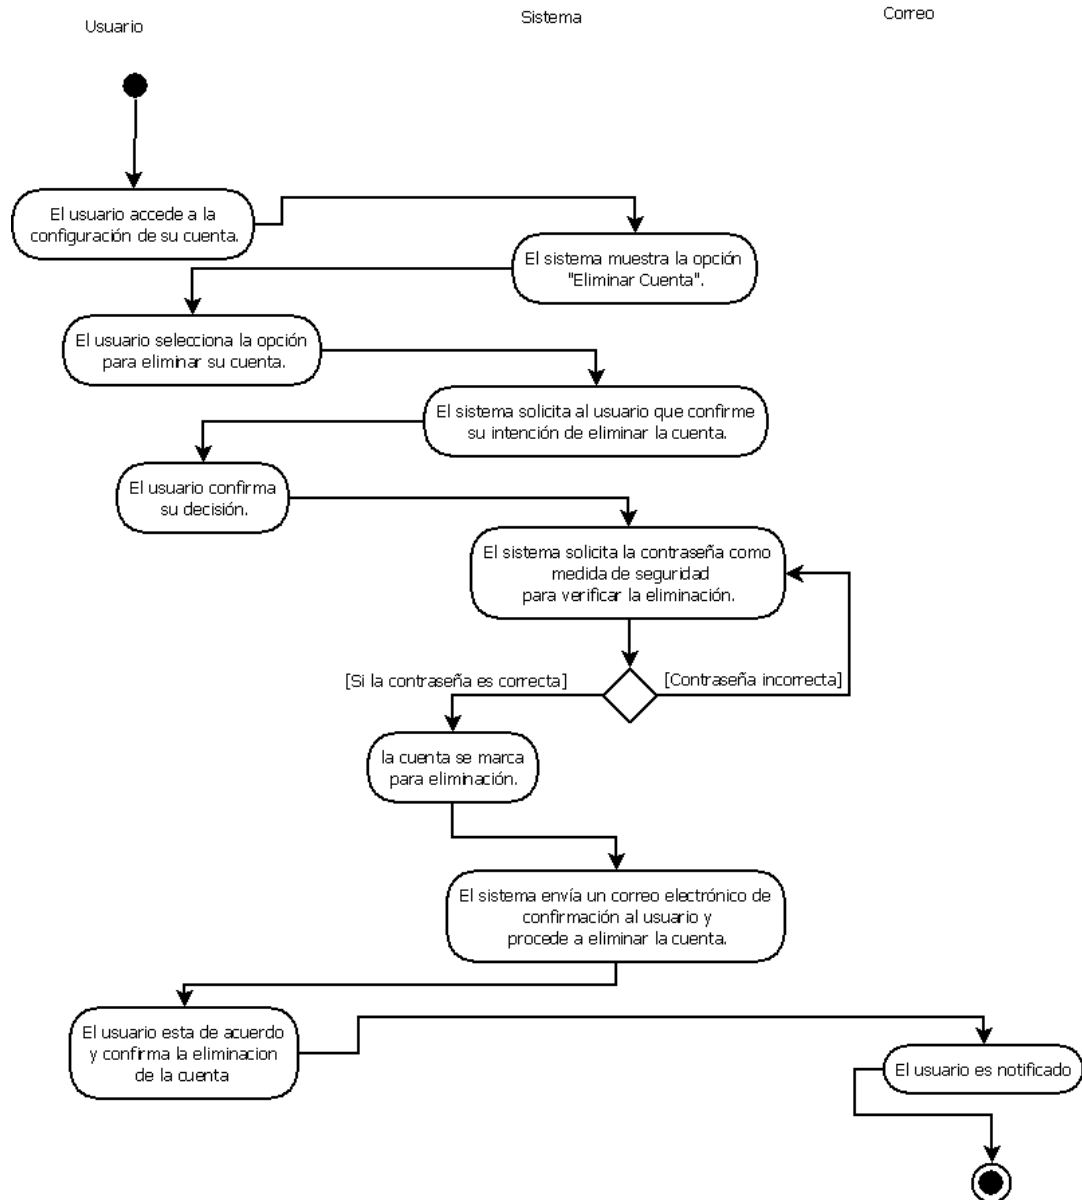 Usuario
Sistema
Correo
El usuario accede a la
configuración de su cuenta.
El sistema muestra la opción
"Eliminar Cuenta".
El usuario selecciona la opción
para eliminar su cuenta.
El sistema solicita al usuario que confirme
su intención de eliminar la cuenta.
El usuario confirma
su decisión.
El sistema solicita la contraseña como
medida de seguridad
para verificar la eliminación.
[Si la contraseña es correcta]
[Contraseña incorrecta]
la cuenta se marca
para eliminación.
El sistema envía un correo electrónico de
confirmación al usuario y
procede a eliminar la cuenta.
El usuario esta de acuerdo
y confirma la eliminacion
de la cuenta
El usuario es notificado